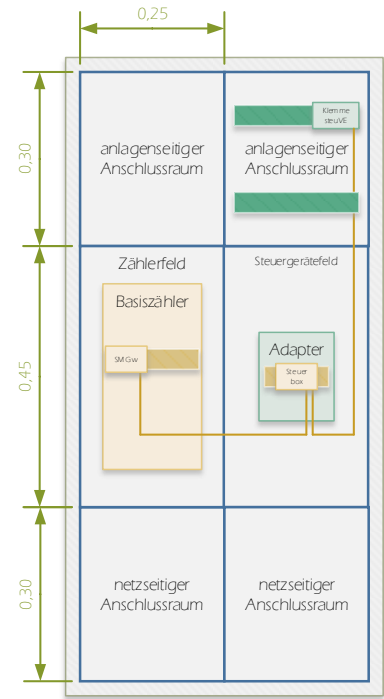 0,25
0,30
anlagenseitiger
Anschlussraum
Klemme
steuVE
anlagenseitiger
Anschlussraum
0,45
Zählerfeld
Basiszähler
SMGw
Steuergerätefeld
Adapter
Steuer
box
0,30
netzseitiger
Anschlussraum
netzseitiger
Anschlussraum